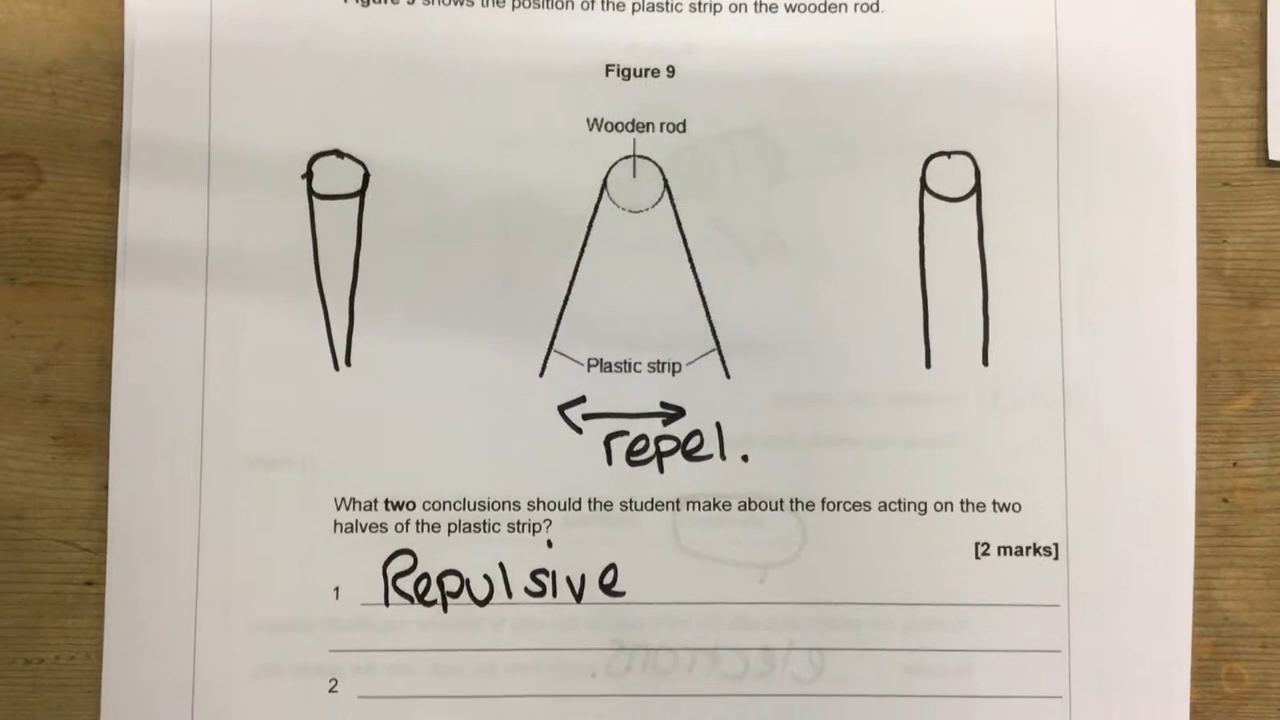 Figure 9 shows the position of the plastic strip on the wooden rod.
Figure 9
Wooden rod
Plastic strip
repel.
What two conclusions should the student make about the forces acting on the two
halves of the plastic strip?
[2 marks]
1 Repulsive
electrons.
2